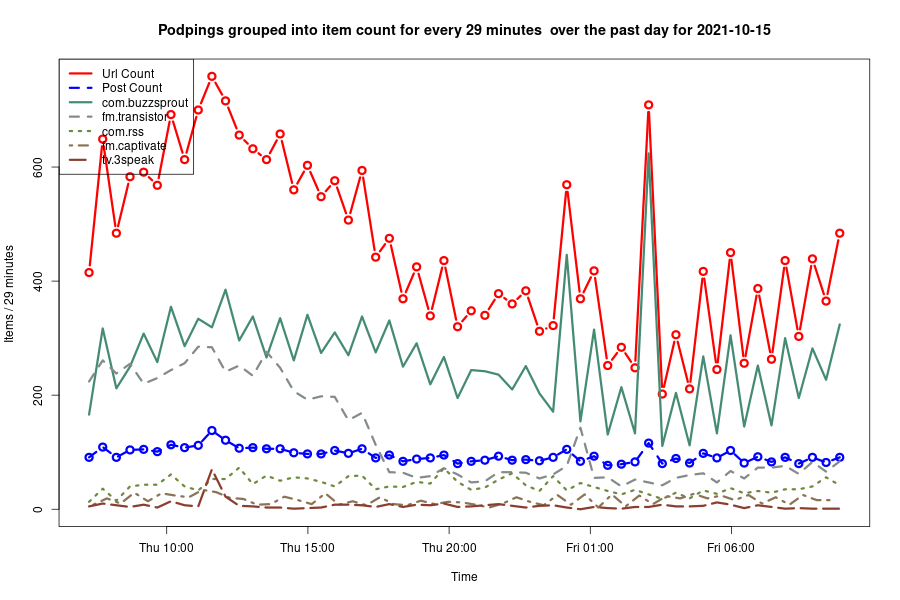 Podpings grouped into item count for every 29 minutes  over the past day for 2021-10-15
Url Count
Post Count
com.buzzsprout
fm.transistor
com.rss
fm.captivate
tv.3speak
Items / 29 minutes
600
400
200
0
Thu 10:00
Thu 15:00
Thu 20:00
Fri 01:00
Fri 06:00
Time